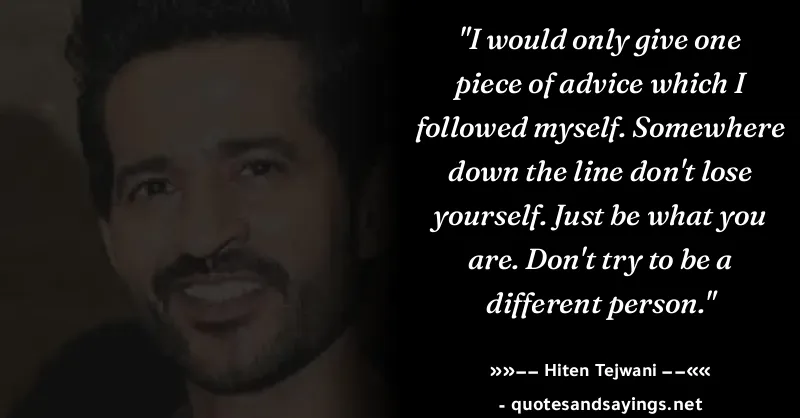 "I would only give one
piece of advice which I
followed myself. Somewhere
down the line don't lose
yourself. Just be what you
are. Don't try to be a
different person."
»»−− Hiten Tejwani −−««
- quotesandsayings.net